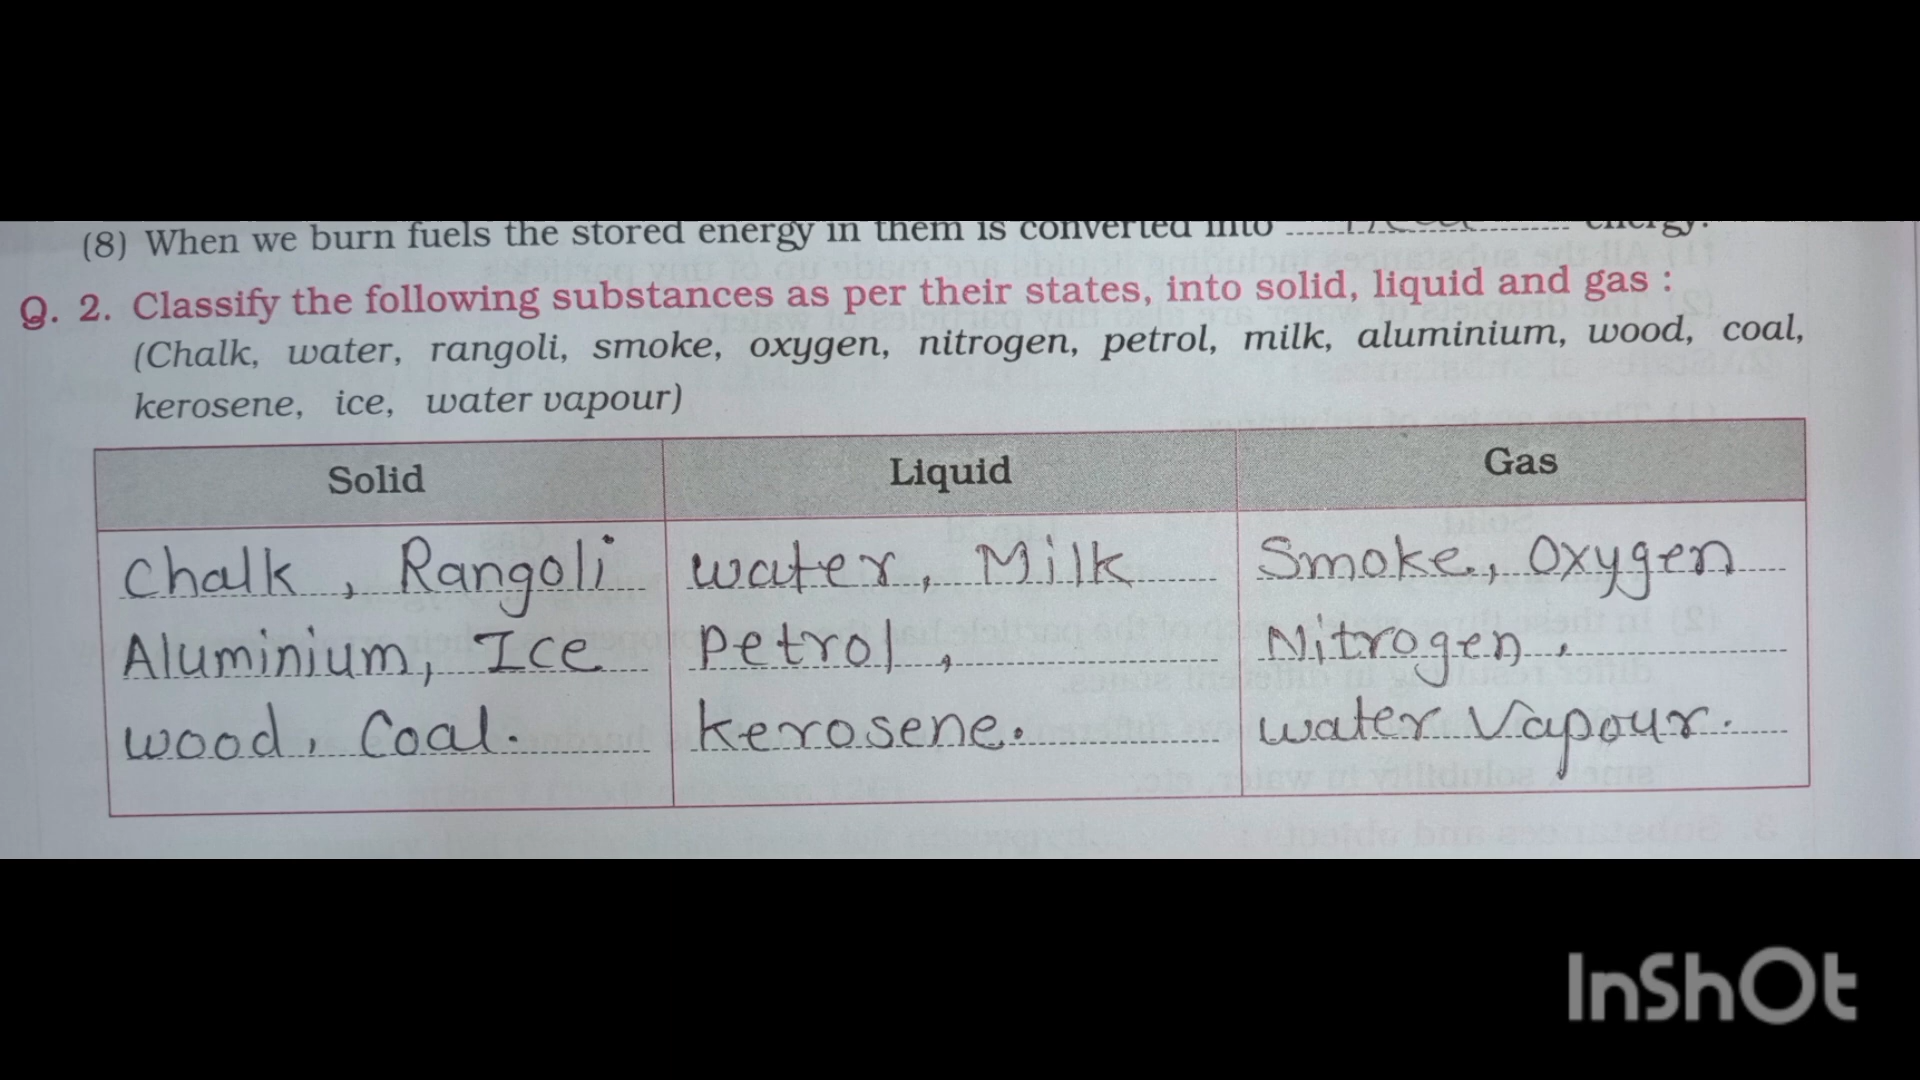 (8) When we burn fuels the stored energy in them is converted into ........ energy.
Q. 2. Classify the following substances as per their states, into solid, liquid and gas :
(Chalk, water, rangoli, smoke, oxygen, nitrogen, petrol, milk, aluminium, wood, coal,
kerosene, ice, water vapour)
Solid Liquid Gas
Chalk , Rangoli water, Milk Smoke, Oxygen
Aluminium, Ice Petrol , Nitrogen ,
wood, Coal. kerosene. water Vapour.
InShOt